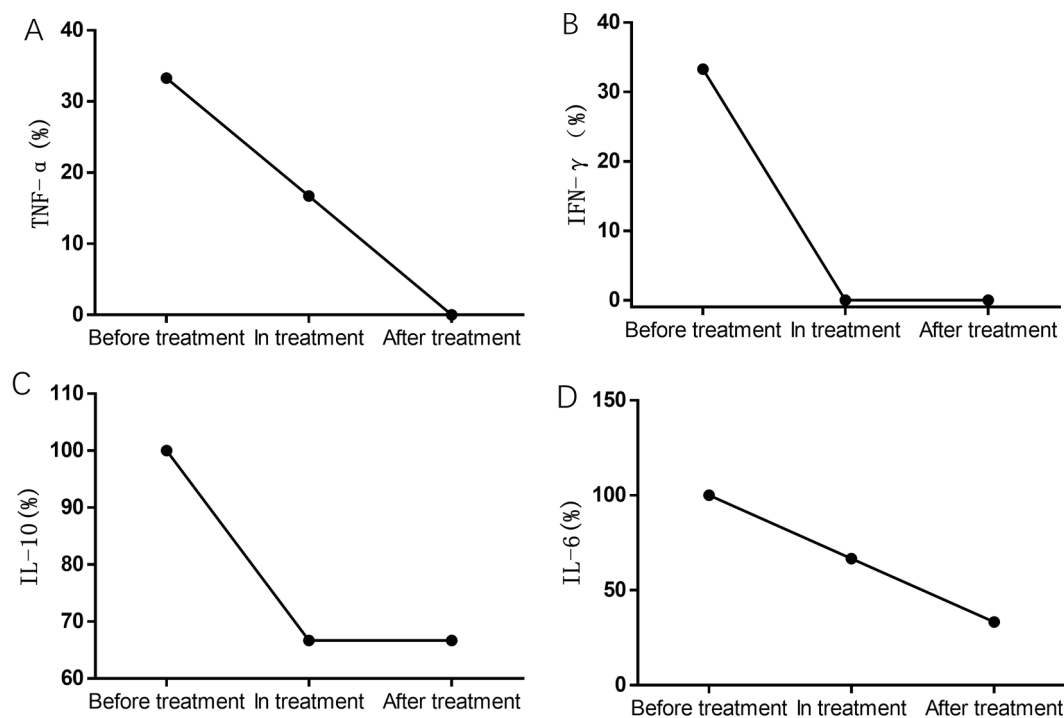 A
TNF-α (%)
40
30
20
10
0
Before treatment In treatment After treatment
B
IFN-γ (%)
40
30
20
10
0
Before treatment In treatment After treatment
C
IL-10(%)
110
100
90
80
70
60
Before treatment In treatment After treatment
D
IL-6(%)
150
100
50
0
Before treatment In treatment After treatment